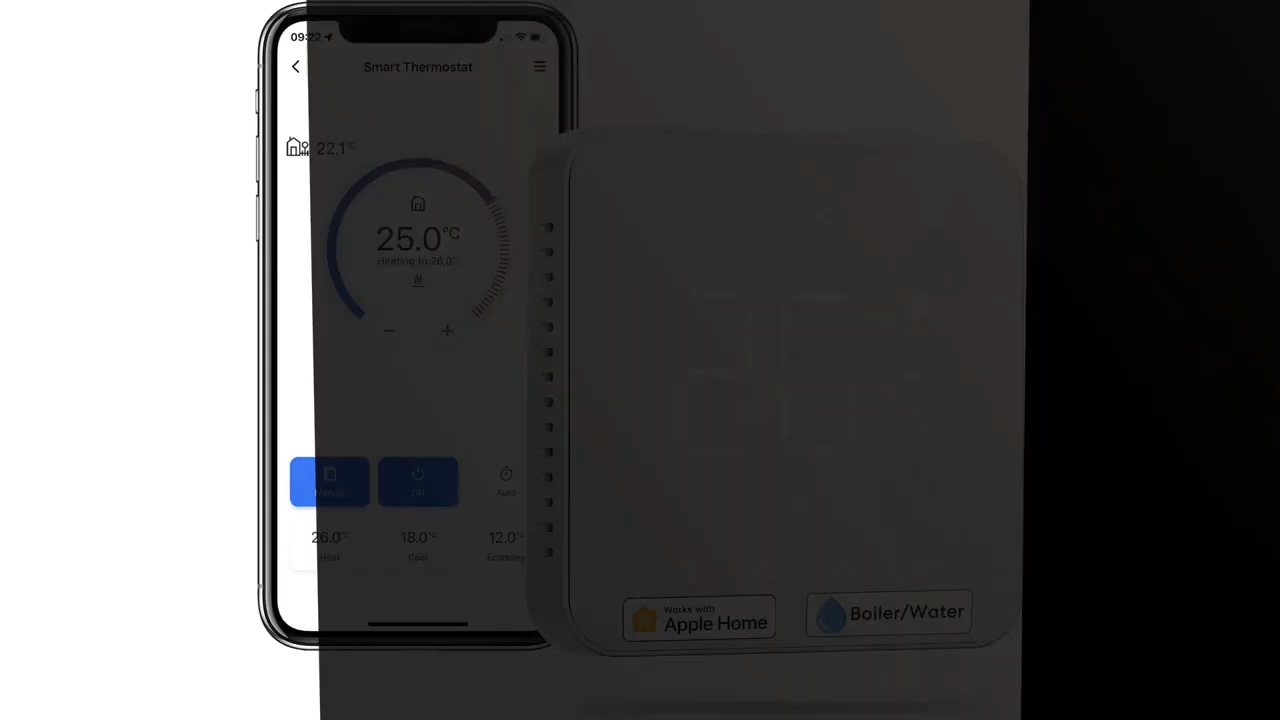 09:22
Smart Thermostat
22.1°C
25.0°C
Heating to 26.0°C
Manual
Auto
26.0°C
18.0°C
12.0°C
Heat
Cool
Economy
Works with
Apple Home
Boiler/Water